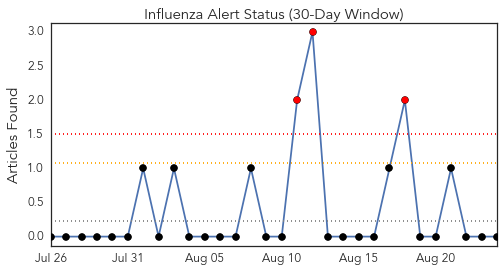 Influenza Alert Status (30-Day Window)
Articles Found
3.0
2.5
2.0
1.5
1.0
0.5
0.0
Jul 26
Jul 31
Aug 05
Aug 10
Aug 15
Aug 20